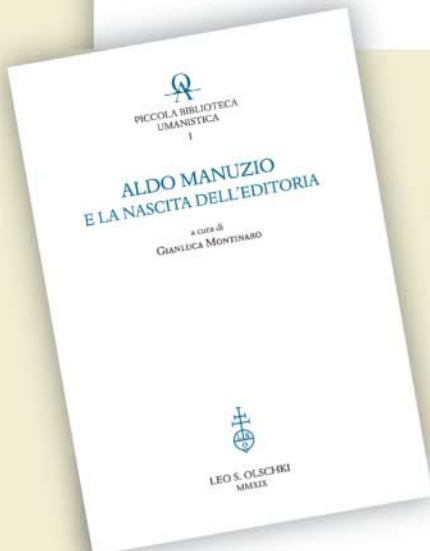 PICCOLA BIBLIOTECA
UMANISTICA
I
ALDO MANUZIO
E LA NASCITA DELL'EDITORIA
a cura di
GIANLUCA MONTINARO
LEO S. OLSCHKI
MMXIX